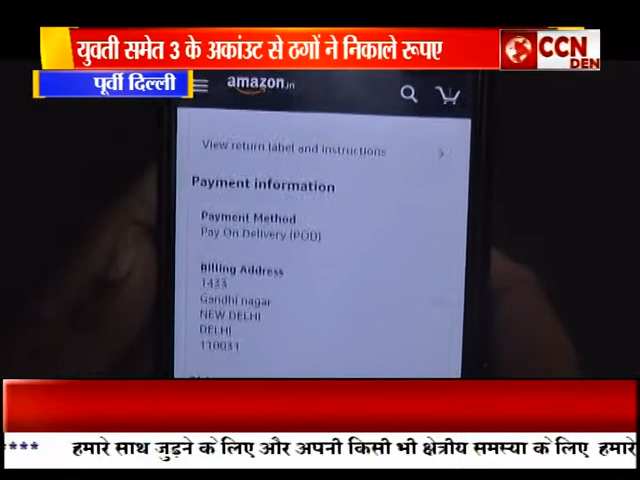 युवती समेत 3 के अकांउट से ठगों ने निकाले रूपए
CCN
DEN
पूर्वी दिल्ली
amazon.in
View return label and instructions
Payment information
Payment Method
Pay On Delivery (POD)
Billing Address
1433
Gandhi nagar
NEW DELHI
DELHI
110031
**** हमारे साथ जुड़ने के लिए और अपनी किसी भी क्षेत्रीय समस्या के लिए हमारे